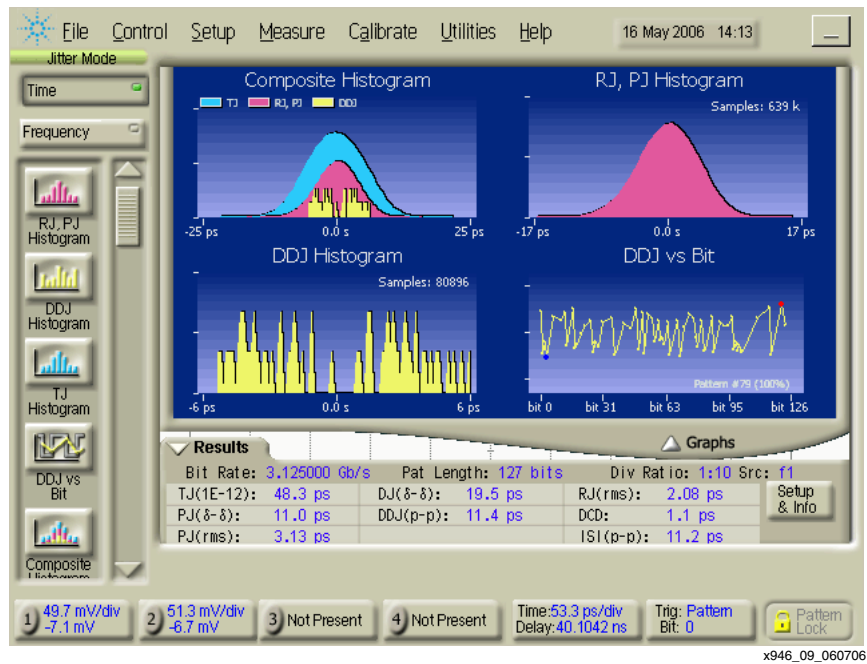 File Control Setup Measure Calibrate Utilities Help 16 May 2006 14:13
Jitter Mode
Time
Frequency
RJ, PJ
Histogram
DDJ
Histogram
TJ
Histogram
DDJ vs
Bit
Composite
Composite Histogram
TJ RJ, PJ DDJ
-25 ps 0.0 s 25 ps
RJ, PJ Histogram
Samples: 639 k
-17 ps 0.0 s 17 ps
DDJ Histogram
Samples: 80896
-6 ps 0.0 s 6 ps
DDJ vs Bit
Pattern #79 (100%)
bit 0 bit 31 bit 63 bit 95 bit 126
Results
Graphs
Bit Rate: 3.125000 Gb/s Pat Length: 127 bits Div Ratio: 1:10 Src: f1
TJ(1E-12): 48.3 ps DJ(δ-δ): 19.5 ps RJ(rms): 2.08 ps
PJ(δ-δ): 11.0 ps DDJ(p-p): 11.4 ps DCD: 1.1 ps
PJ(rms): 3.13 ps ISI(p-p): 11.2 ps
Setup
& Info
1 49.7 mV/div
-7.1 mV
2 51.3 mV/div
-6.7 mV
3 Not Present
4 Not Present
Time:53.3 ps/div
Delay:40.1042 ns
Trig: Pattern
Bit: 0
Pattern
Lock
x946_09_060706